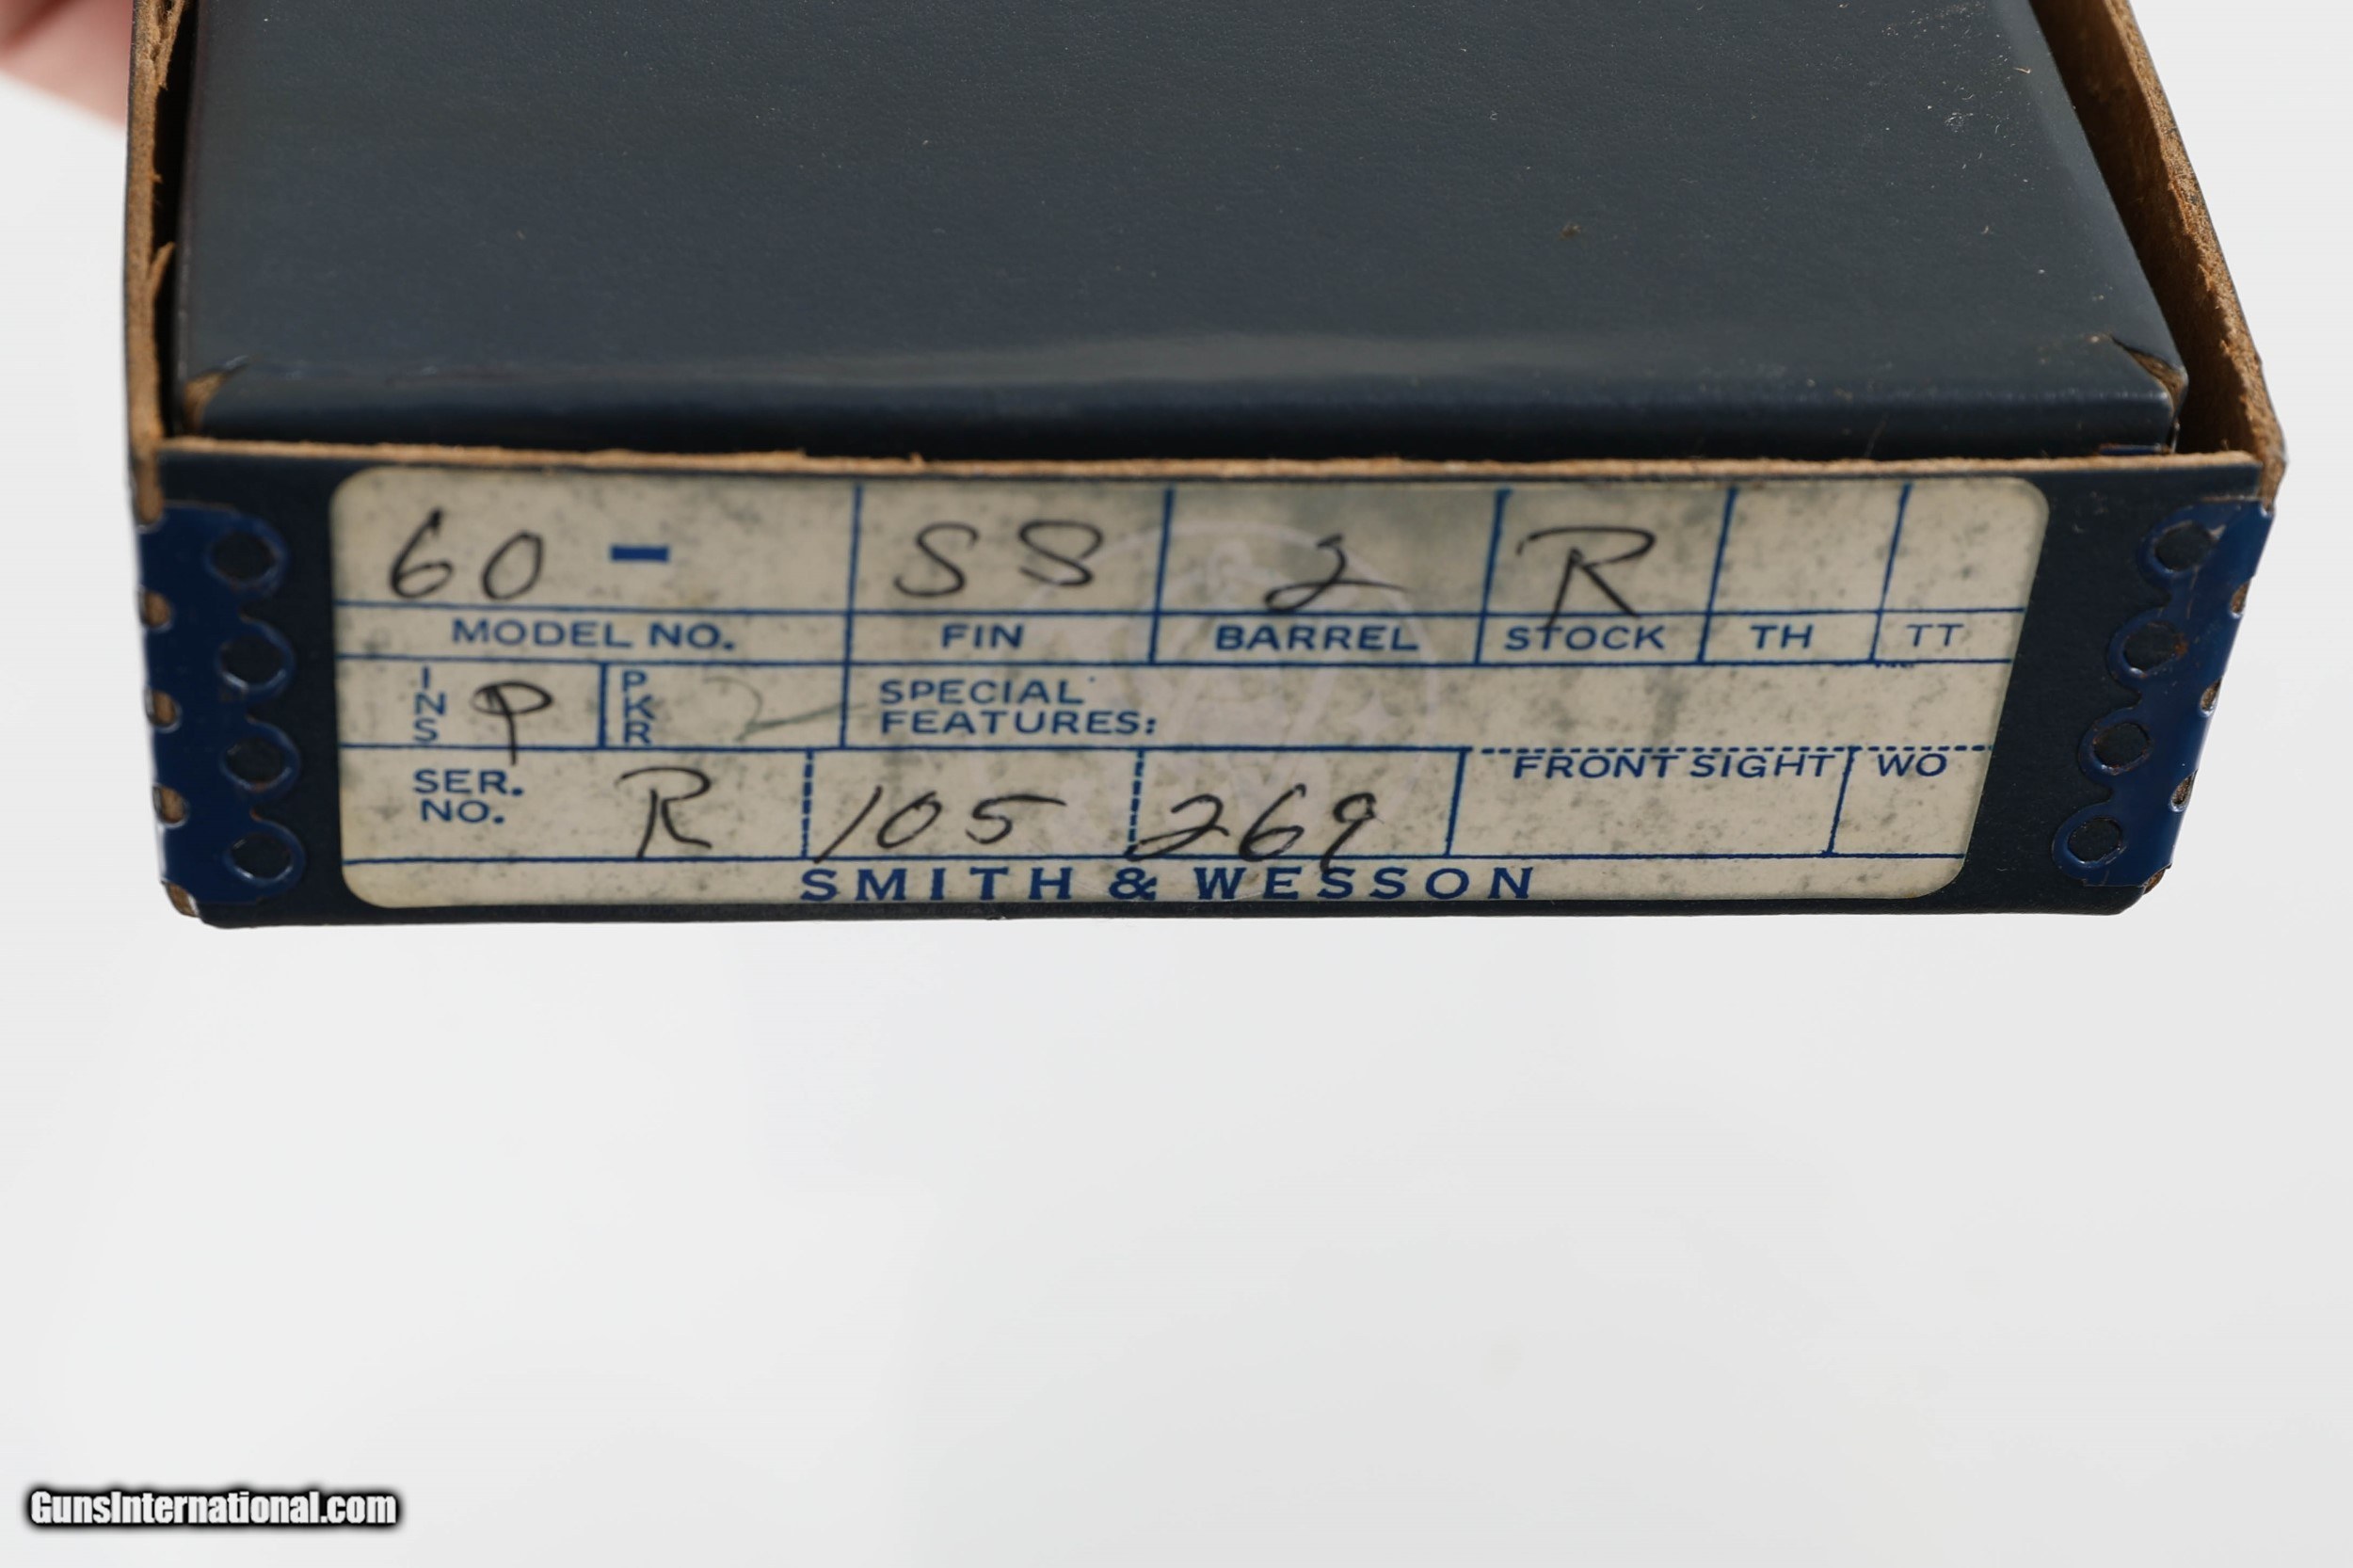 60 - SS 2 R
MODEL NO. FIN BARREL STOCK TH TT
INS P PKR 2 SPECIAL FEATURES:
SER. NO. R 105 269 FRONT SIGHT WO
SMITH & WESSON
GunsInternational.com